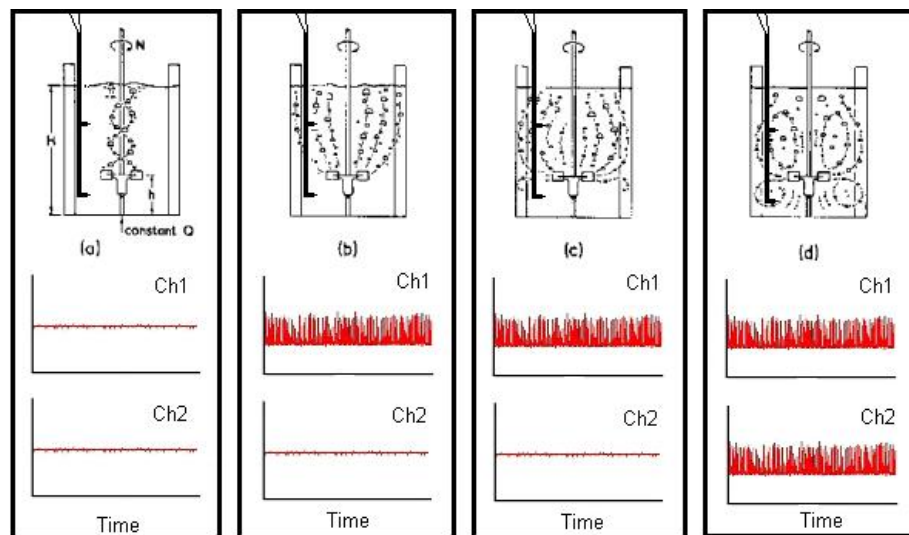 N
H
h
constant Q
(a)
Ch1
Ch2
Time
(b)
Ch1
Ch2
Time
(c)
Ch1
Ch2
Time
(d)
Ch1
Ch2
Time